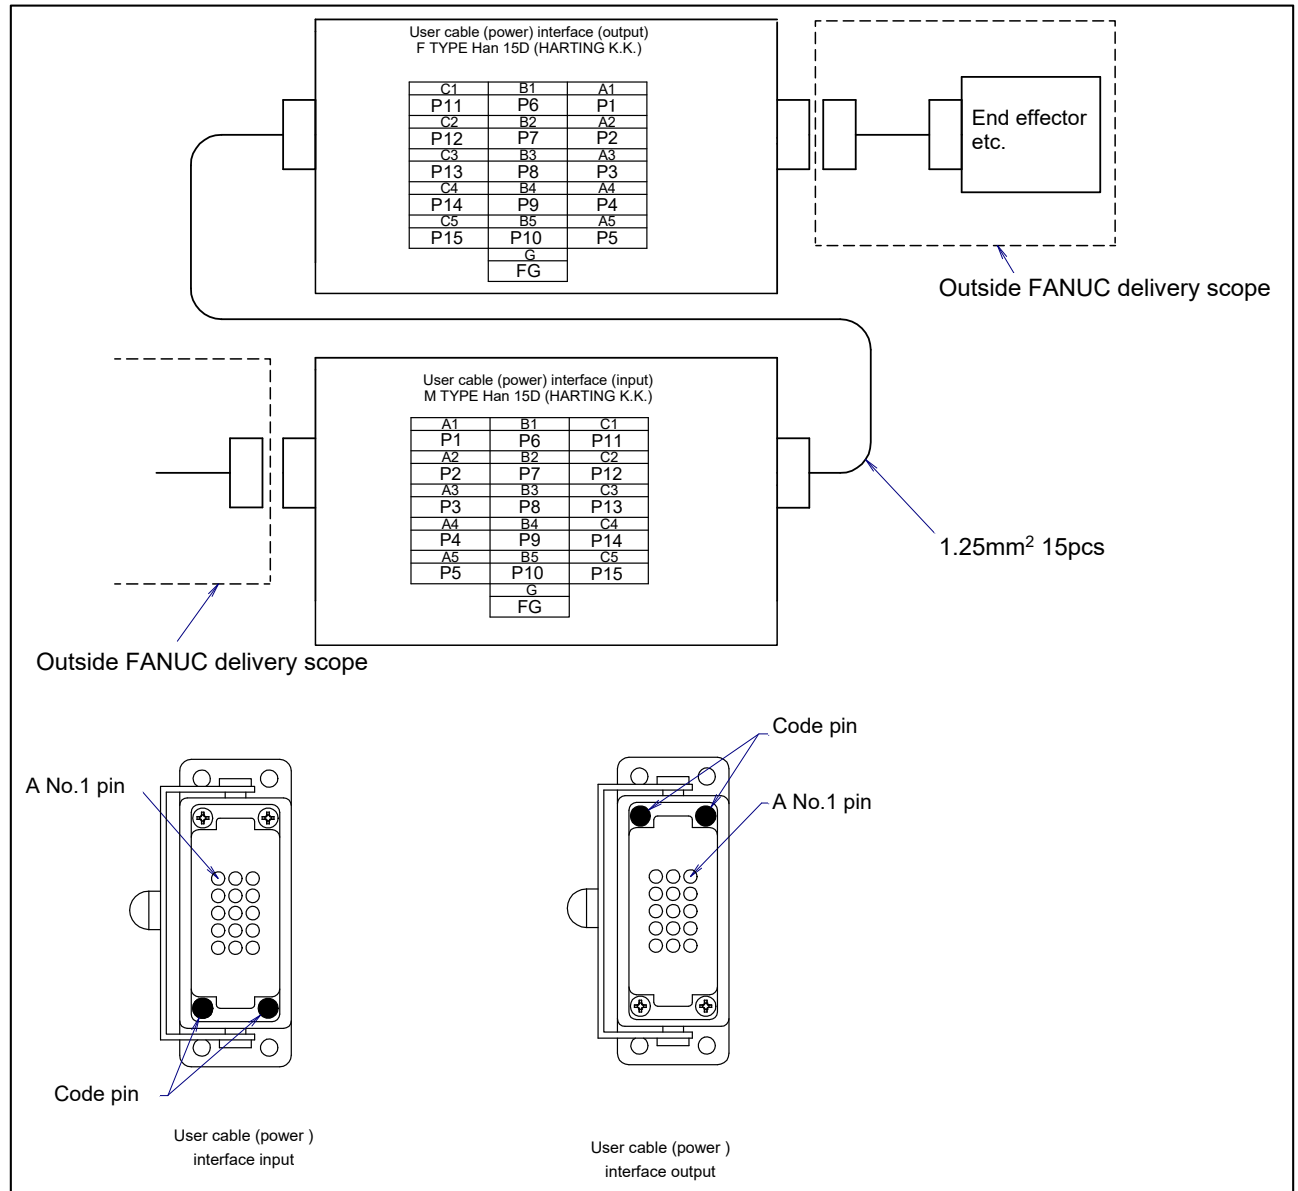 User cable (power) interface (output)
F TYPE Han 15D (HARTING K.K.)
C1 B1 A1
P11 P6 P1
C2 B2 A2
P12 P7 P2
C3 B3 A3
P13 P8 P3
C4 B4 A4
P14 P9 P4
C5 B5 A5
P15 P10 P5
G
FG
End effector
etc.
Outside FANUC delivery scope
User cable (power) interface (input)
M TYPE Han 15D (HARTING K.K.)
A1 B1 C1
P1 P6 P11
A2 B2 C2
P2 P7 P12
A3 B3 C3
P3 P8 P13
A4 B4 C4
P4 P9 P14
A5 B5 C5
P5 P10 P15
G
FG
1.25mm² 15pcs
Outside FANUC delivery scope
A No.1 pin
Code pin
User cable (power )
interface input
Code pin
A No.1 pin
User cable (power )
interface output